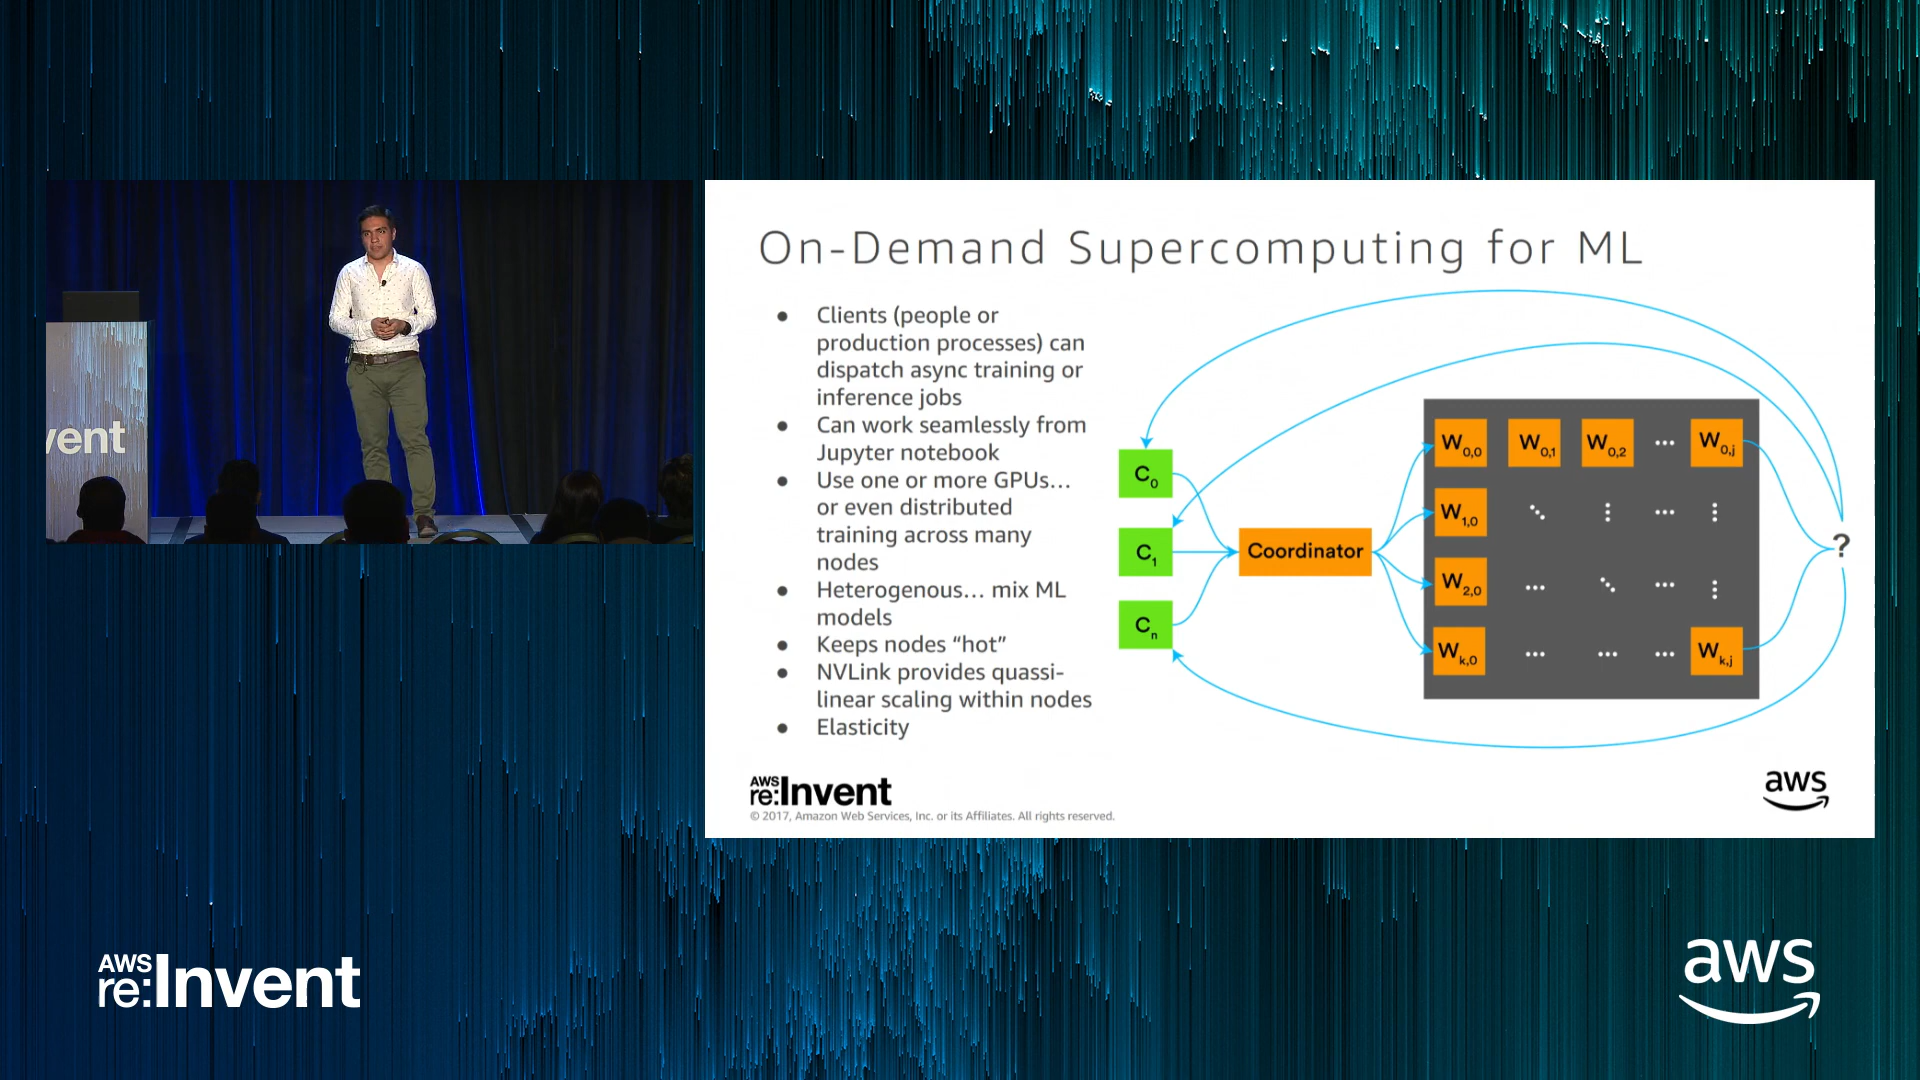 vent
On-Demand Supercomputing for ML
● Clients (people or
production processes) can
dispatch async training or
inference jobs
● Can work seamlessly from
Jupyter notebook
● Use one or more GPUs...
or even distributed
training across many
nodes
● Heterogenous... mix ML
models
● Keeps nodes “hot”
● NVLink provides quassi-
linear scaling within nodes
● Elasticity
C0
C1
Cn
Coordinator
W0,0 W0,1 W0,2 ... W0,j
W1,0
W2,0
Wk,0 ... ... ... Wk,j
?
AWS
re:Invent
© 2017, Amazon Web Services, Inc. or its Affiliates. All rights reserved.
aws
AWS
re:Invent
aws